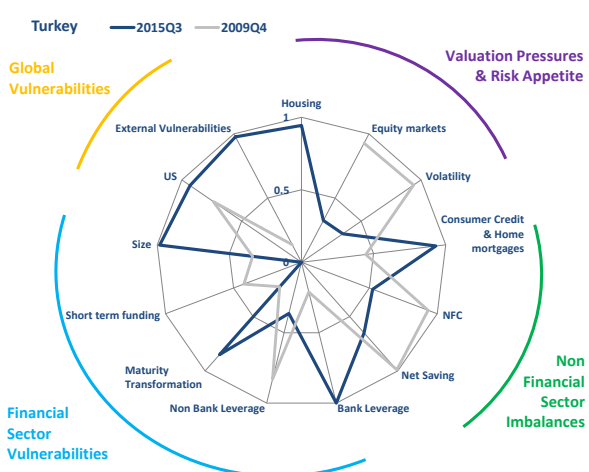 Turkey
2015Q3
2009Q4
Global
Vulnerabilities
Valuation Pressures
& Risk Appetite
Housing
1
External Vulnerabilities
Equity markets
US
Volatility
0.5
Consumer Credit
& Home
mortgages
Size
0
Short term funding
NFC
Maturity
Transformation
Net Saving
Non Bank Leverage
Bank Leverage
Non
Financial
Sector
Imbalances
Financial
Sector
Vulnerabilities